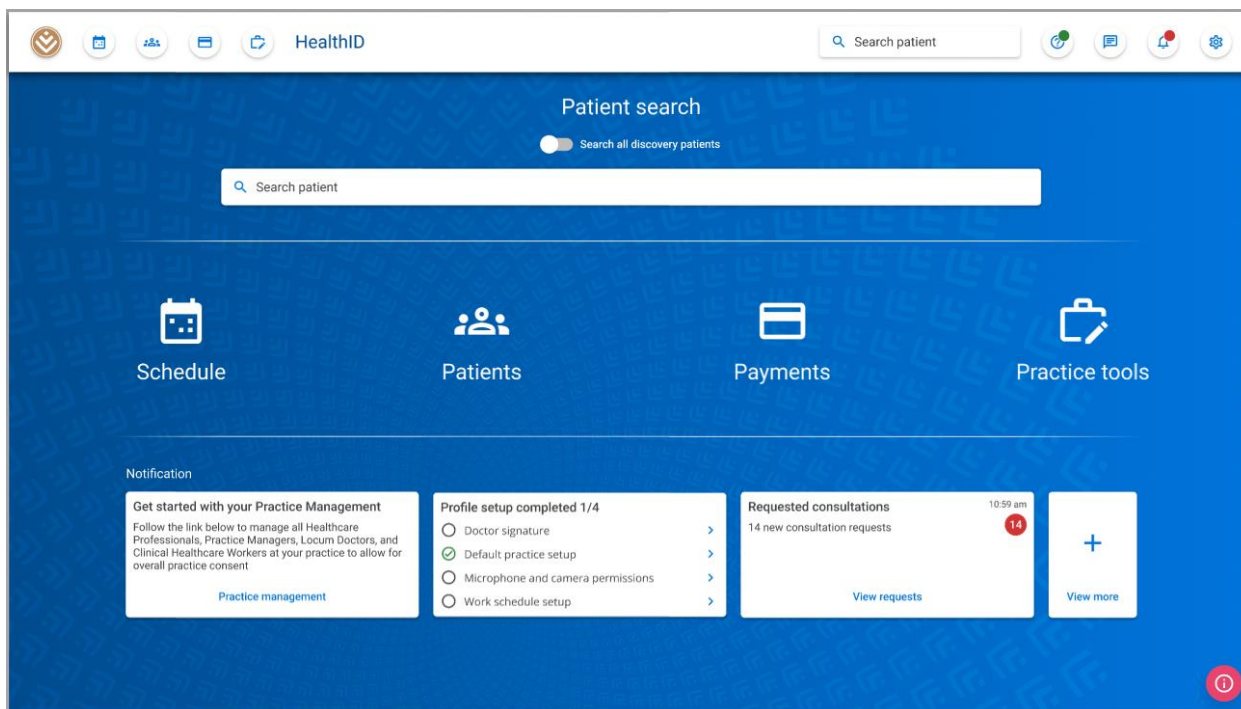 HealthID
Search patient
Patient search
Search all discovery patients
Search patient
Schedule
Patients
Payments
Practice tools
Notification
Get started with your Practice Management
Follow the link below to manage all Healthcare
Professionals, Practice Managers, Locum Doctors, and
Clinical Healthcare Workers at your practice to allow for
overall practice consent
Practice management
Profile setup completed 1/4
Doctor signature
Default practice setup
Microphone and camera permissions
Work schedule setup
Requested consultations
10:59 am
14 new consultation requests
14
View requests
View more